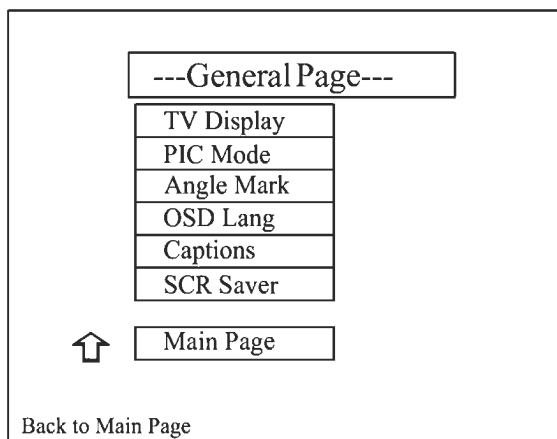 ---General Page---
TV Display
PIC Mode
Angle Mark
OSD Lang
Captions
SCR Saver
Main Page
Back to Main Page